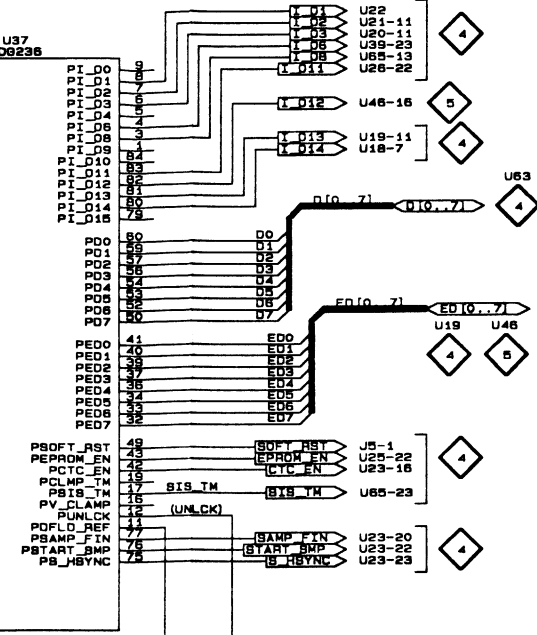 I_D1 U22
I_D2 U21-11
I_D3 U20-11
I_D6 U39-23
I_D8 U65-13
I_D11 U26-22
4
U37
DG236
PI_D0 9
PI_D1 8
PI_D2 7
PI_D3 6
PI_D4 5
PI_D6 4
PI_D8 3
PI_D9 1
PI_D10 84
PI_D11 83
PI_D12 82
PI_D13 81
PI_D14 80
PI_D15 79
I_D12 U46-16
5
I_D13 U19-11
I_D14 U18-7
4
D[0..7] D[0..7]
U63
4
PD0 60 D0
PD1 59 D1
PD2 57 D2
PD3 56 D3
PD4 54 D4
PD5 53 D5
PD6 52 D6
PD7 50 D7
ED[0..7] ED[0..7]
U19 U46
4 5
PED0 41 ED0
PED1 40 ED1
PED2 39 ED2
PED3 37 ED3
PED4 36 ED4
PED5 34 ED5
PED6 33 ED6
PED7 32 ED7
PSOFT_RST 49 SOFT_RST J5-1
PEPROM_EN 43 EPROM_EN U25-22
PCTC_EN 42 CTC_EN U23-16
PCLMP_TM 19
PSIS_TM 17 SIS_TM SIS_TM U65-23
PV_CLAMP 16
PUNLCK 12 (UNLCK)
PDFLD_REF 11
4
PSAMP_FIN 77 SAMP_FIN U23-20
PSTART_SMP 76 START_SMP U23-22
PS_HSYNC 75 S_HSYNC U23-23
4